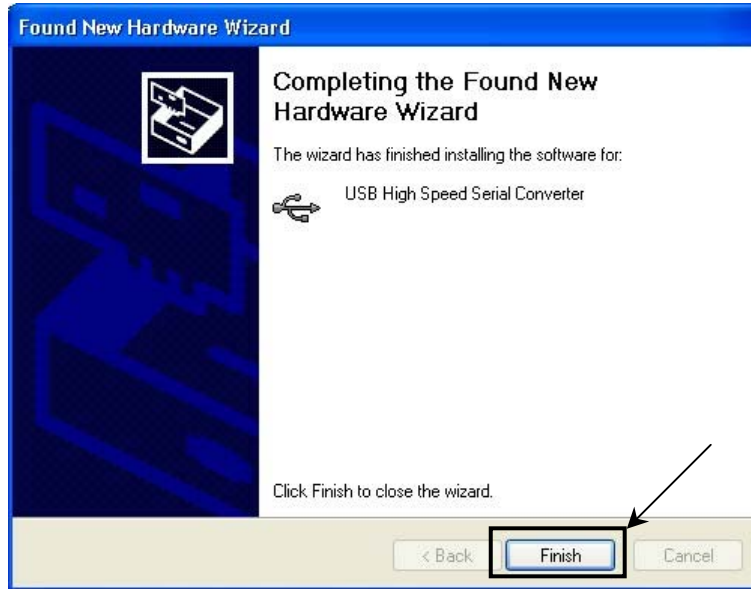 Found New Hardware Wizard
Completing the Found New
Hardware Wizard
The wizard has finished installing the software for:
USB High Speed Serial Converter
Click Finish to close the wizard.
< Back Finish Cancel